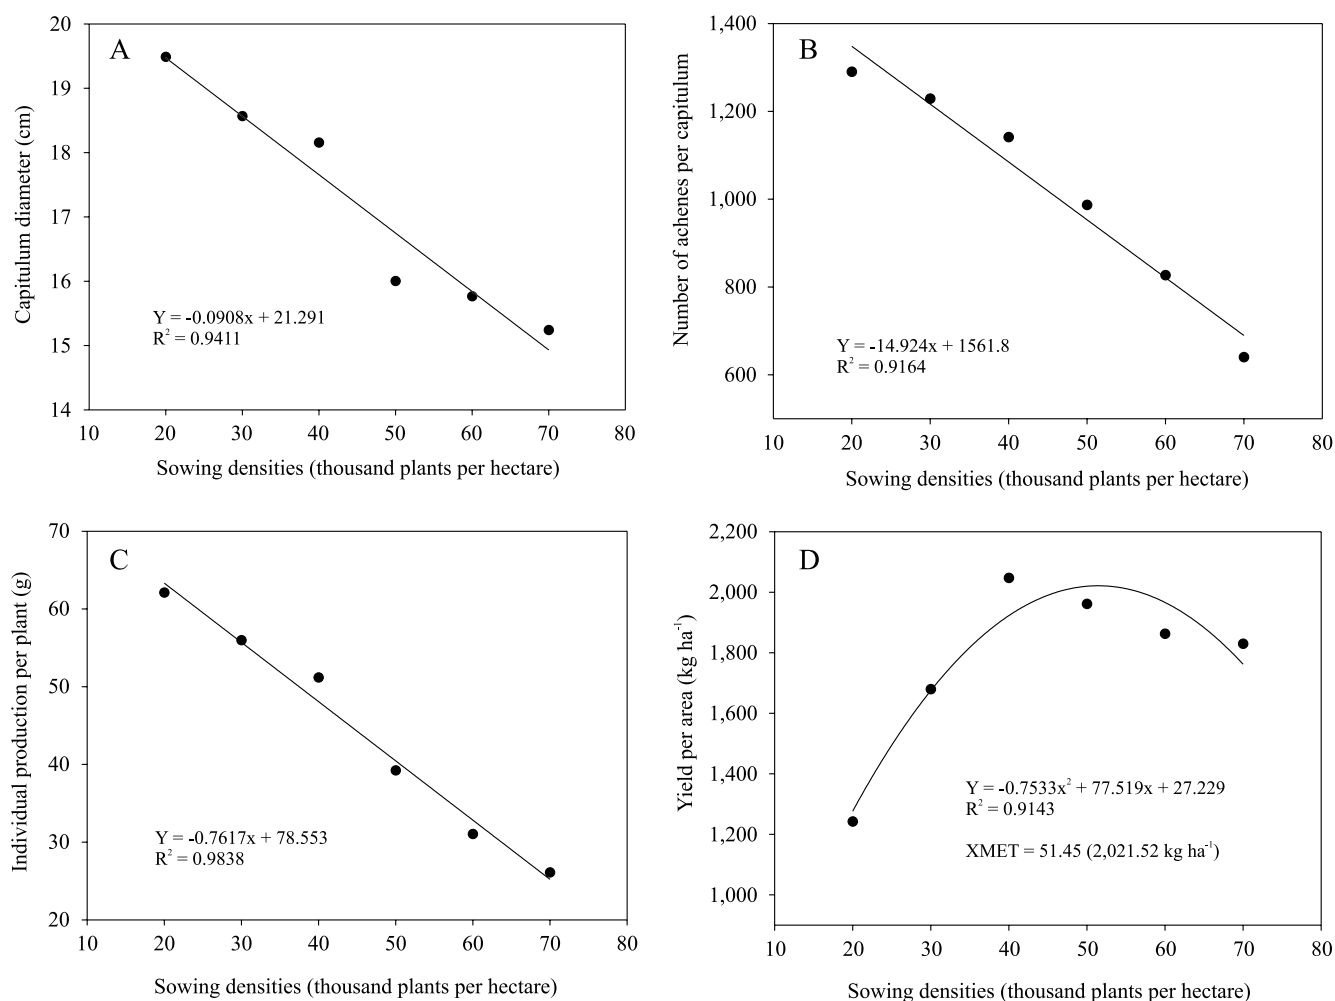 A
Capitulum diameter (cm)
20
19
18
17
16
15
14
Y = -0.0908x + 21.291
R² = 0.9411
10 20 30 40 50 60 70 80
Sowing densities (thousand plants per hectare)
B
Number of achenes per capitulum
1,400
1,200
1,000
800
600
Y = -14.924x + 1561.8
R² = 0.9164
10 20 30 40 50 60 70 80
Sowing densities (thousand plants per hectare)
C
Individual production per plant (g)
70
60
50
40
30
20
Y = -0.7617x + 78.553
R² = 0.9838
10 20 30 40 50 60 70 80
Sowing densities (thousand plants per hectare)
D
Yield per area (kg ha⁻¹)
2,200
2,000
1,800
1,600
1,400
1,200
1,000
Y = -0.7533x² + 77.519x + 27.229
R² = 0.9143
XMET = 51.45 (2,021.52 kg ha⁻¹)
10 20 30 40 50 60 70 80
Sowing densities (thousand plants per hectare)